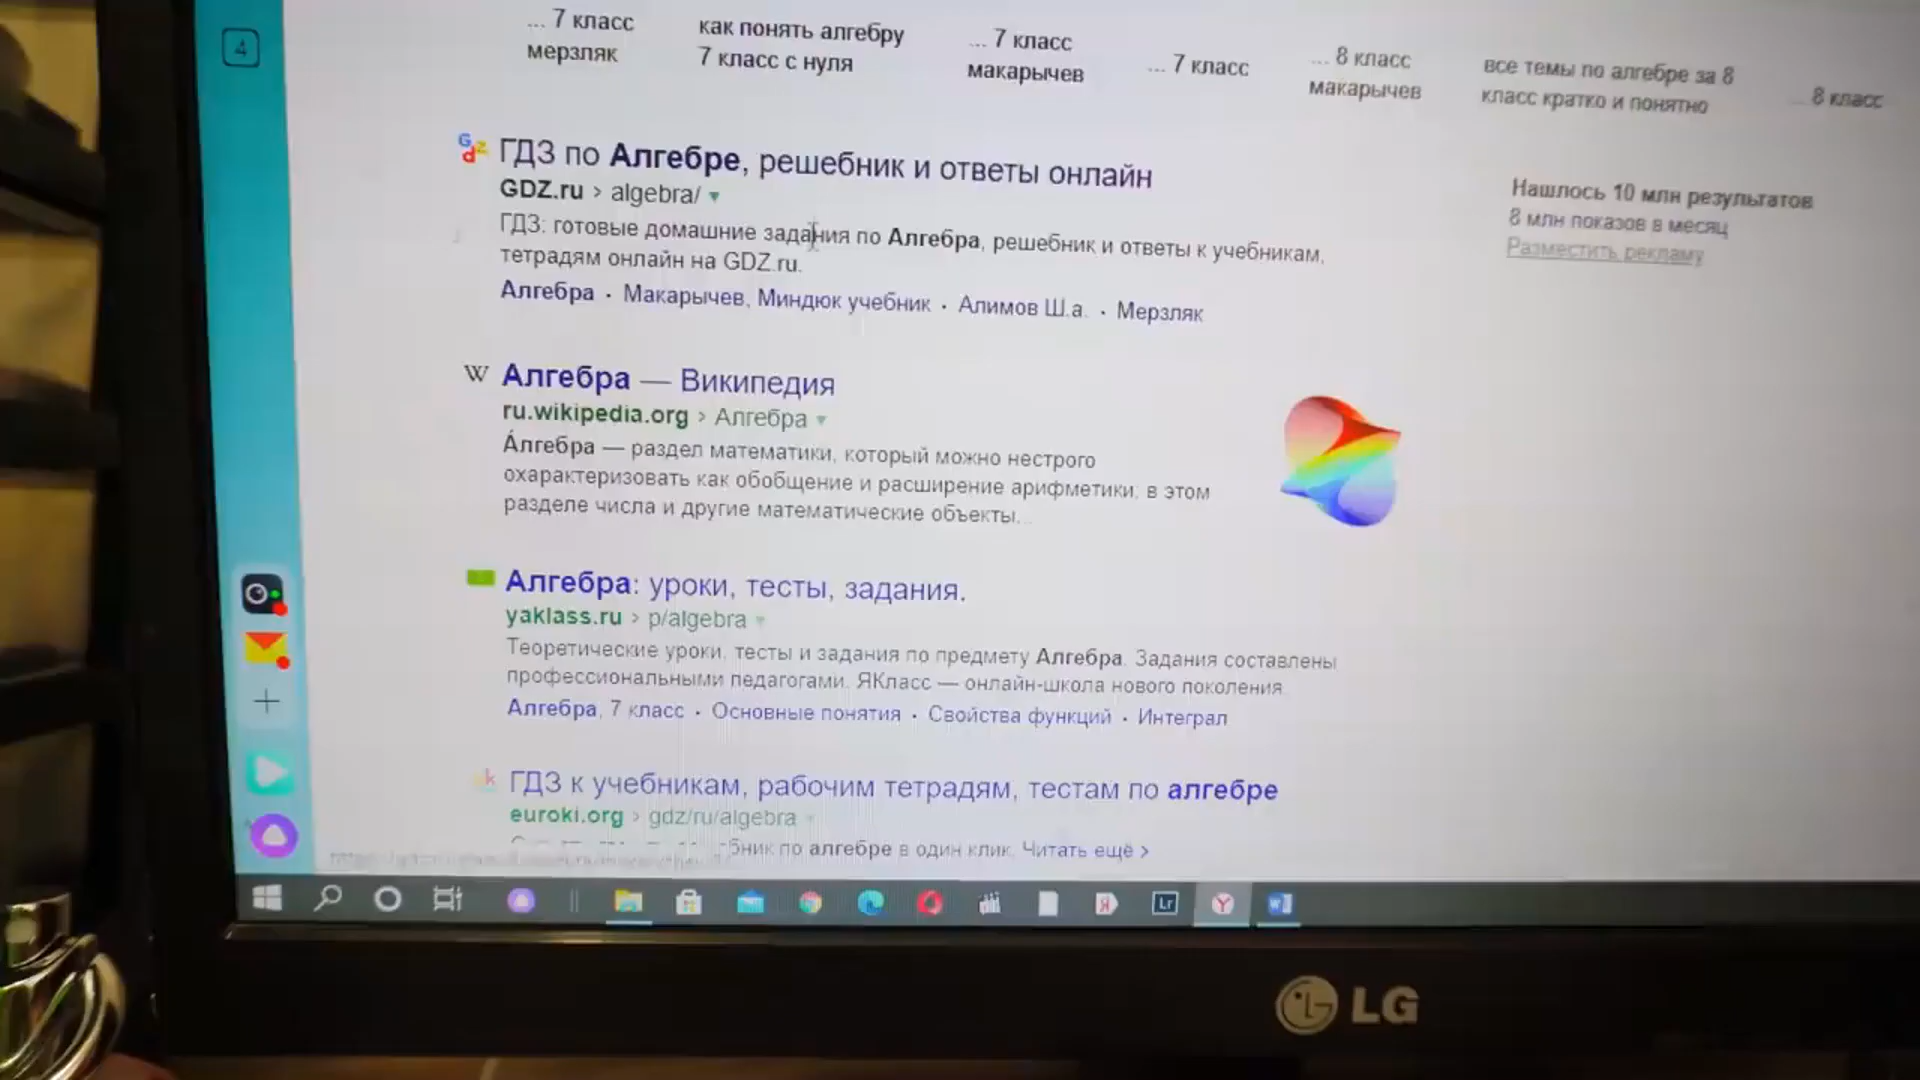 4
... 7 класс
мерзляк
как понять алгебру
7 класс с нуля
... 7 класс
макарычев
... 7 класс
... 8 класс
макарычев
все темы по алгебре за 8
класс кратко и понятно
... 8 класс
ГДЗ по Алгебре, решебник и ответы онлайн
GDZ.ru › algebra/
ГДЗ: готовые домашние задания по Алгебра, решебник и ответы к учебникам,
тетрадям онлайн на GDZ.ru.
Алгебра · Макарычев, Миндюк учебник · Алимов Ш.а. · Мерзляк
Нашлось 10 млн результатов
8 млн показов в месяц
Разместить рекламу
W Алгебра — Википедия
ru.wikipedia.org › Алгебра
А́лгебра — раздел математики, который можно нестрого
охарактеризовать как обобщение и расширение арифметики; в этом
разделе числа и другие математические объекты...
Алгебра: уроки, тесты, задания.
yaklass.ru › p/algebra
Теоретические уроки, тесты и задания по предмету Алгебра. Задания составлены
профессиональными педагогами. ЯКласс — онлайн-школа нового поколения.
Алгебра, 7 класс · Основные понятия · Свойства функций · Интеграл
ГДЗ к учебникам, рабочим тетрадям, тестам по алгебре
euroki.org › gdz/ru/algebra
по алгебре в один клик. Читать ещё ›
Lr
LG